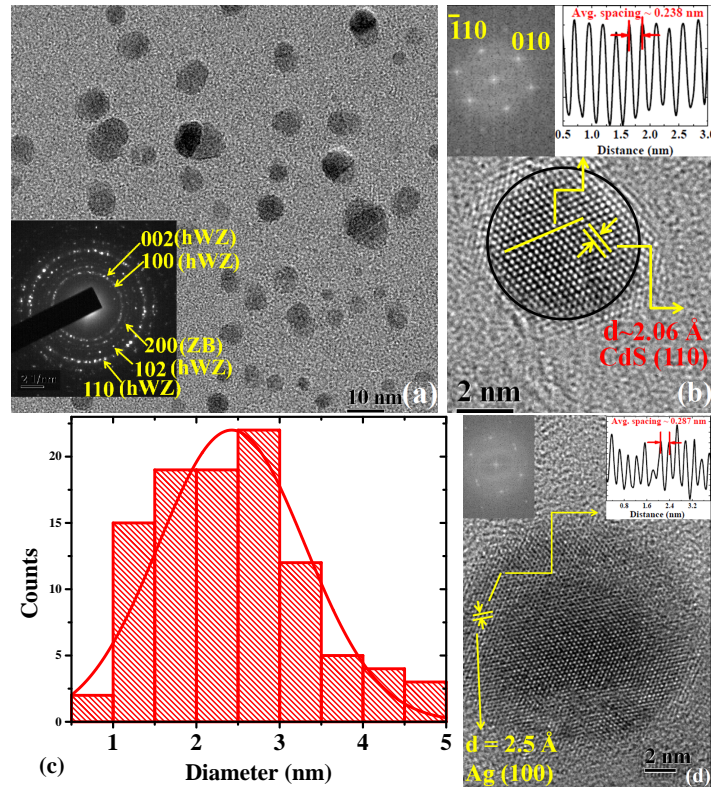 002 (hWZ)
100 (hWZ)
200 (ZB)
102 (hWZ)
110 (hWZ)
10 nm
(a)
1̄10
010
Avg. spacing ~ 0.238 nm
0.5 1.0 1.5 2.0 2.5 3.0
Distance (nm)
d~2.06 Å
CdS (110)
2 nm
(b)
Counts
20
15
10
5
0
1 2 3 4 5
Diameter (nm)
(c)
Avg. spacing ~ 0.287 nm
0.8 1.6 2.4 3.2
Distance (nm)
d = 2.5 Å
Ag (100)
2 nm
(d)